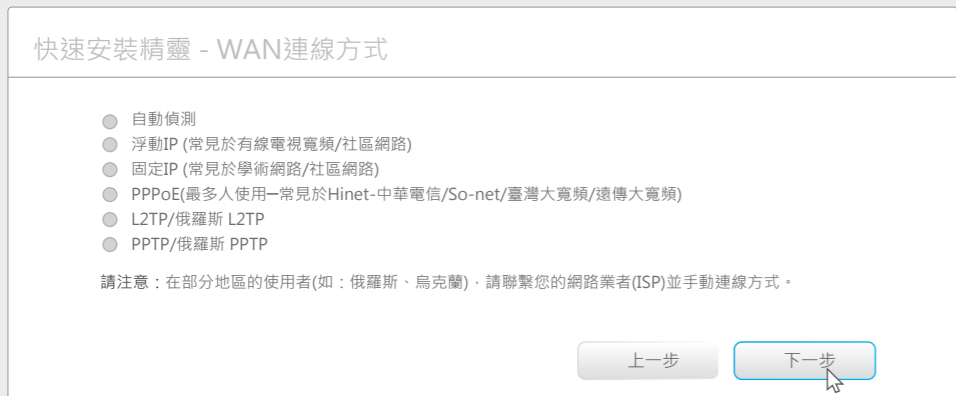 快速安裝精靈 - WAN連線方式
自動偵測
浮動IP (常見於有線電視寬頻/社區網路)
固定IP (常見於學術網路/社區網路)
PPPoE(最多人使用─常見於Hinet-中華電信/So-net/臺灣大寬頻/遠傳大寬頻)
L2TP/俄羅斯 L2TP
PPTP/俄羅斯 PPTP
請注意：在部分地區的使用者(如：俄羅斯、烏克蘭)，請聯繫您的網路業者(ISP)並手動連線方式。
上一步
下一步